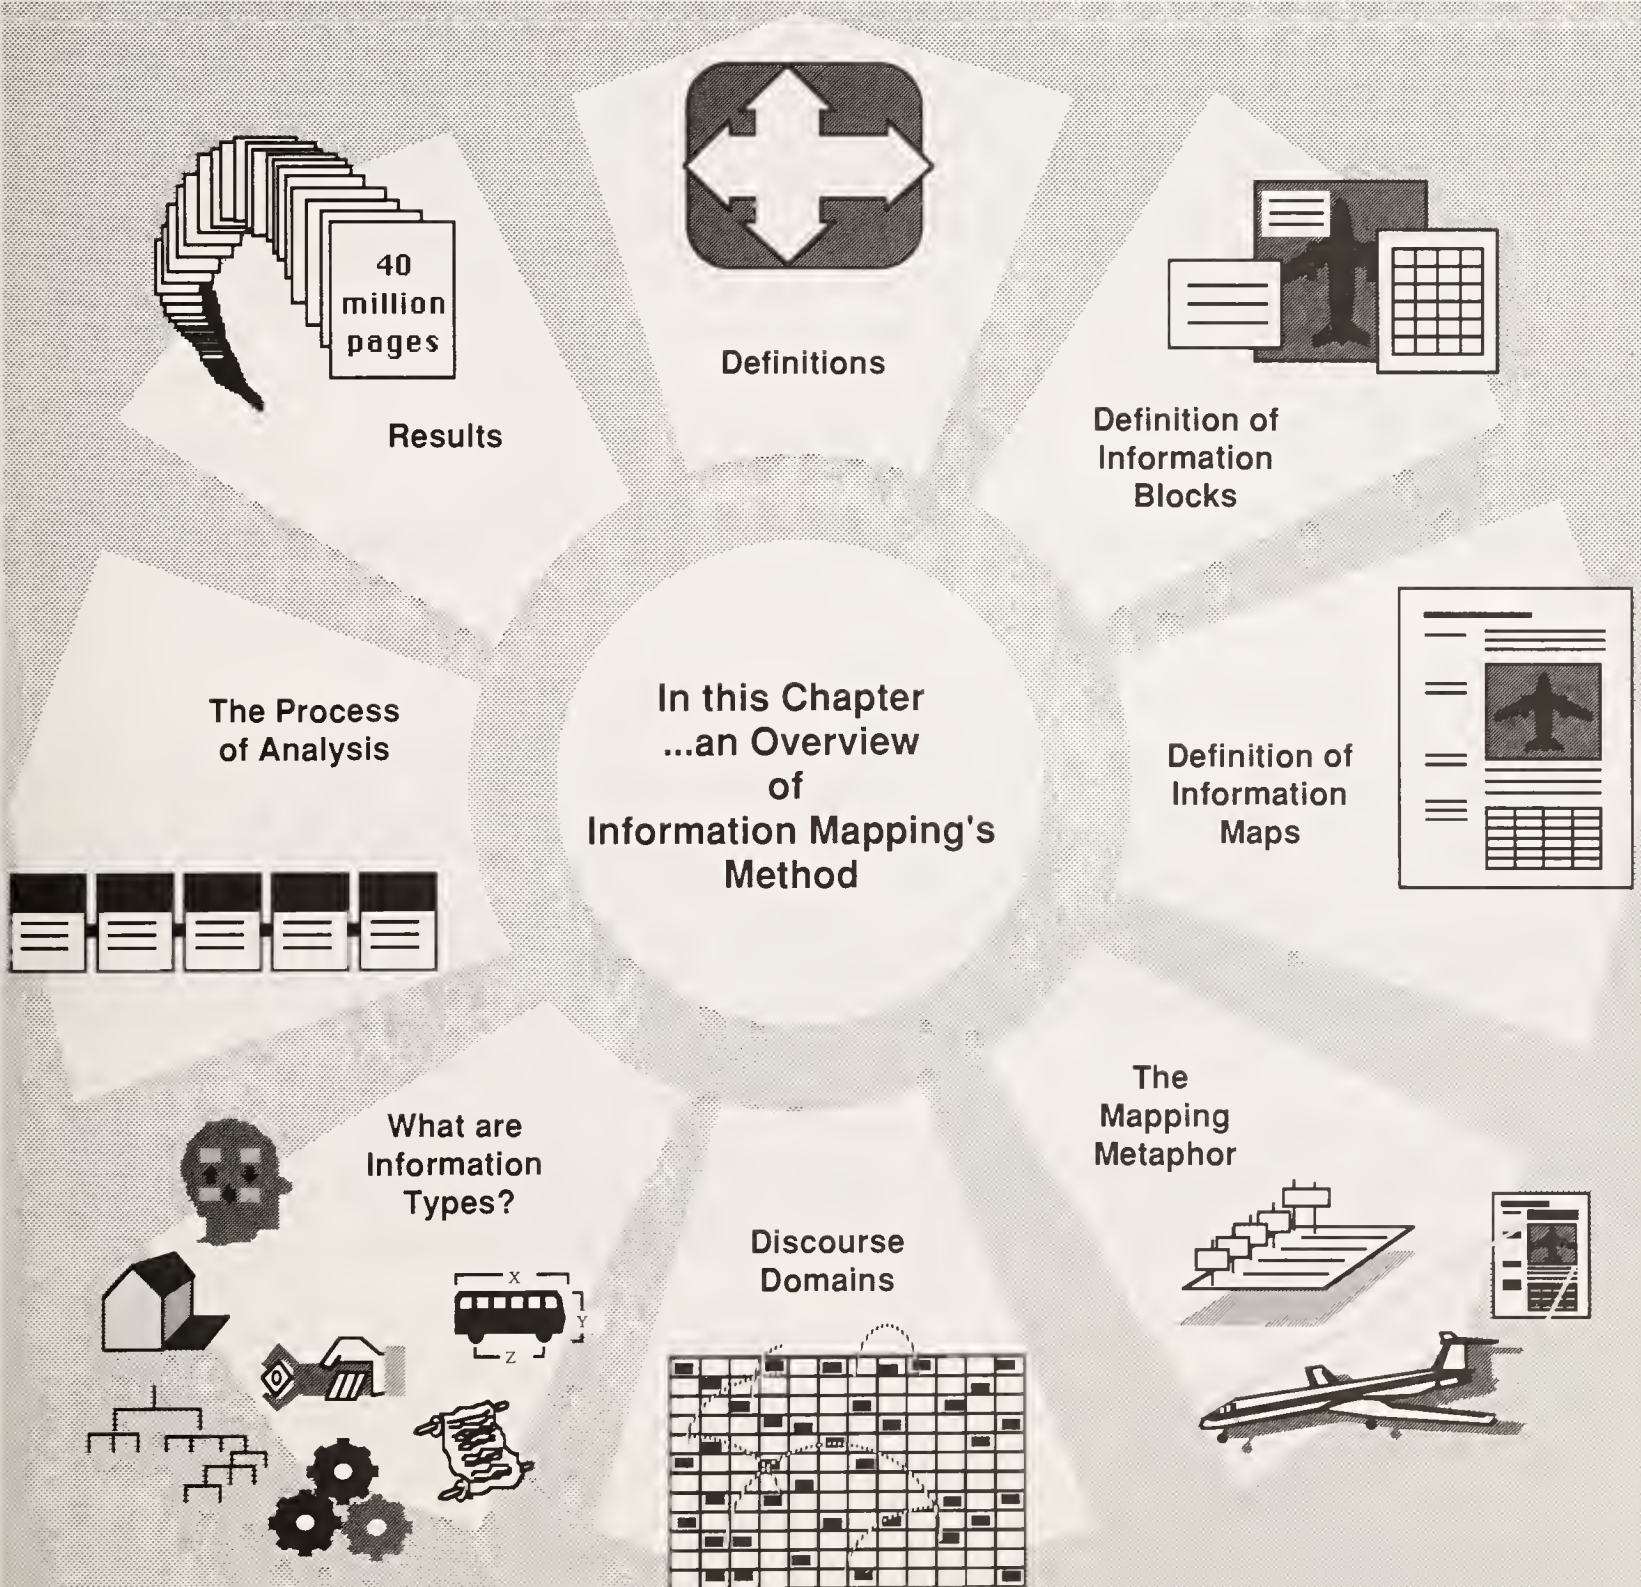 In this Chapter
...an Overview
of
Information Mapping's
Method
Definitions
Definition of
Information
Blocks
Definition of
Information
Maps
The
Mapping
Metaphor
Discourse
Domains
What are
Information
Types?
X
Y
Z
The Process
of Analysis
Results
40
million
pages